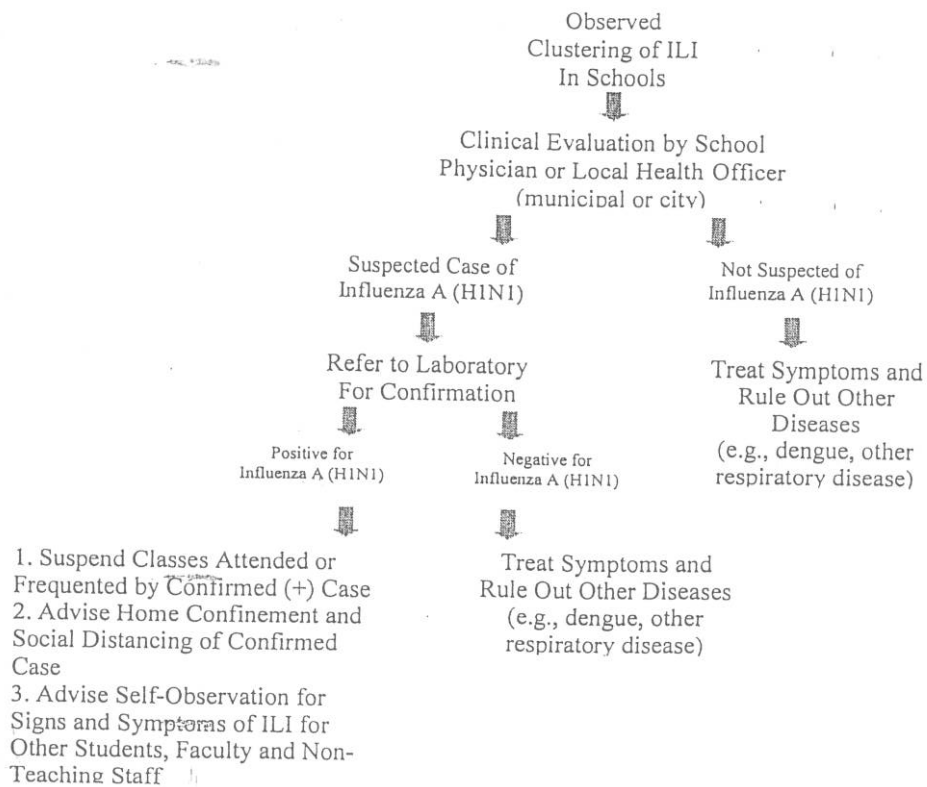 Observed
Clustering of ILI
In Schools
Clinical Evaluation by School
Physician or Local Health Officer
(municipal or city)
Suspected Case of
Influenza A (H1N1)
Not Suspected of
Influenza A (H1N1)
Refer to Laboratory
For Confirmation
Treat Symptoms and
Rule Out Other
Diseases
(e.g., dengue, other
respiratory disease)
Positive for
Influenza A (H1N1)
Negative for
Influenza A (H1N1)
1. Suspend Classes Attended or
Frequented by Confirmed (+) Case
2. Advise Home Confinement and
Social Distancing of Confirmed
Case
3. Advise Self-Observation for
Signs and Symptoms of ILI for
Other Students, Faculty and Non-
Teaching Staff
Treat Symptoms and
Rule Out Other Diseases
(e.g., dengue, other
respiratory disease)